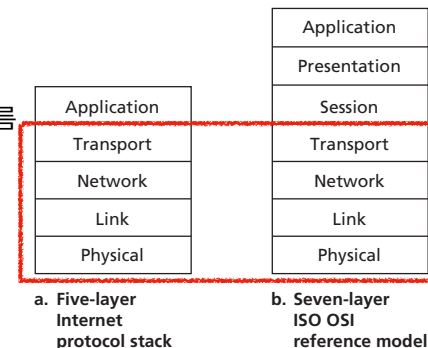 Application
Presentation
Session
Transport
Network
Link
Physical
Application
Transport
Network
Link
Physical
a. Five-layer
Internet
protocol stack
b. Seven-layer
ISO OSI
reference model